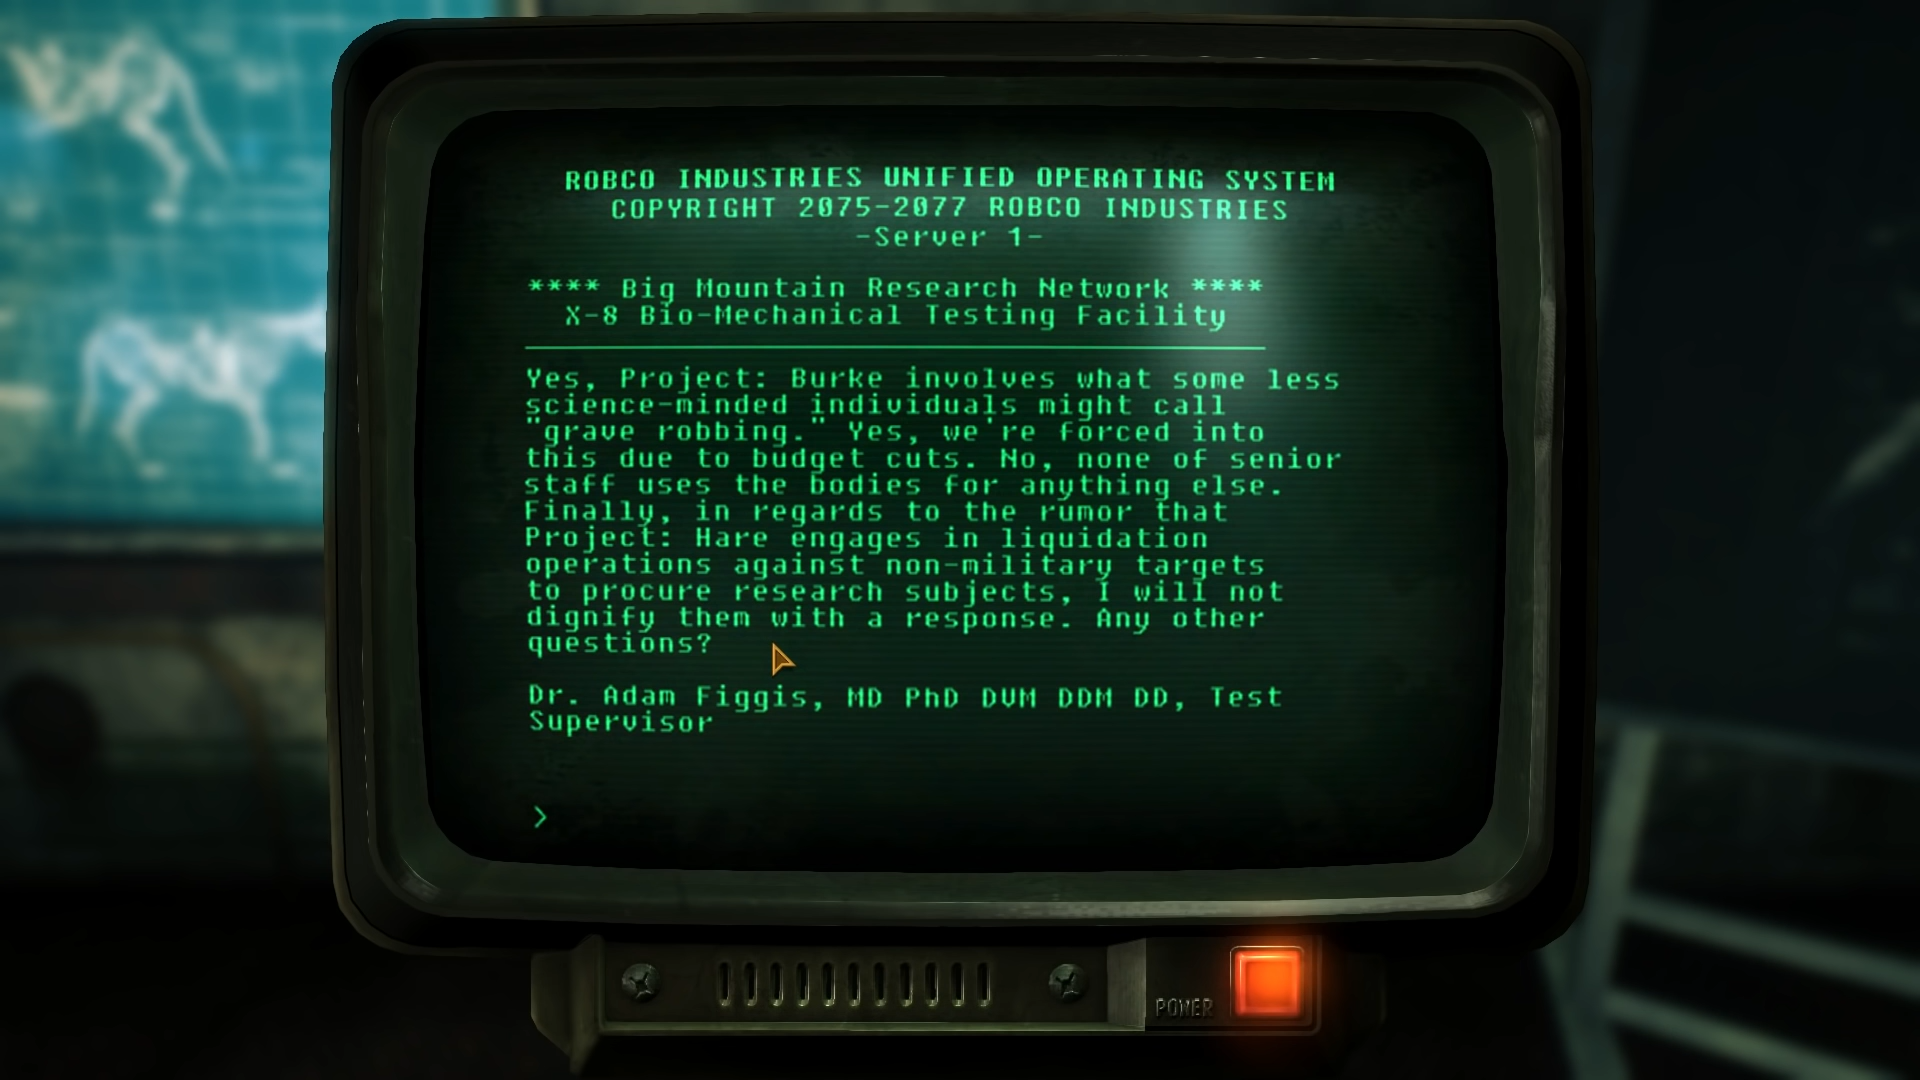 ROBCO INDUSTRIES UNIFIED OPERATING SYSTEM
COPYRIGHT 2075-2077 ROBCO INDUSTRIES
-Server 1-
**** Big Mountain Research Network ****
X-8 Bio-Mechanical Testing Facility
Yes, Project: Burke involves what some less
science-minded individuals might call
"grave robbing." Yes, we're forced into
this due to budget cuts. No, none of senior
staff uses the bodies for anything else.
Finally, in regards to the rumor that
Project: Hare engages in liquidation
operations against non-military targets
to procure research subjects, I will not
dignify them with a response. Any other
questions?
Dr. Adam Figgis, MD PhD DVM DDM DD, Test
Supervisor
>
POWER